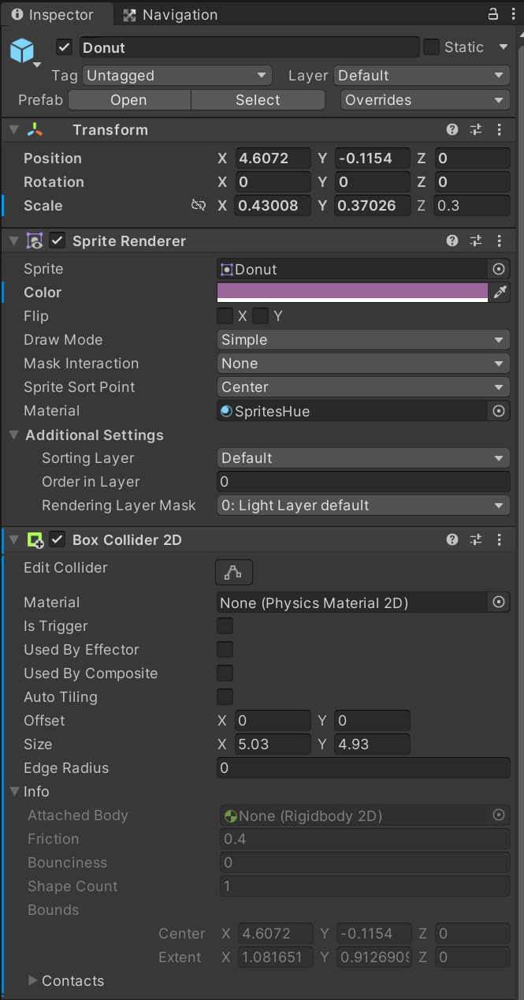 Inspector Navigation
Donut Static
Tag Untagged Layer Default
Prefab Open Select Overrides
Transform
Position X 4.6072 Y -0.1154 Z 0
Rotation X 0 Y 0 Z 0
Scale X 0.43008 Y 0.37026 Z 0.3
Sprite Renderer
Sprite Donut
Color
Flip X Y
Draw Mode Simple
Mask Interaction None
Sprite Sort Point Center
Material SpritesHue
Additional Settings
Sorting Layer Default
Order in Layer 0
Rendering Layer Mask 0: Light Layer default
Box Collider 2D
Edit Collider
Material None (Physics Material 2D)
Is Trigger
Used By Effector
Used By Composite
Auto Tiling
Offset X 0 Y 0
Size X 5.03 Y 4.93
Edge Radius 0
Info
Attached Body None (Rigidbody 2D)
Friction 0.4
Bounciness 0
Shape Count 1
Bounds
Center X 4.6072 Y -0.1154 Z 0
Extent X 1.081651 Y 0.9126909 Z 0
Contacts